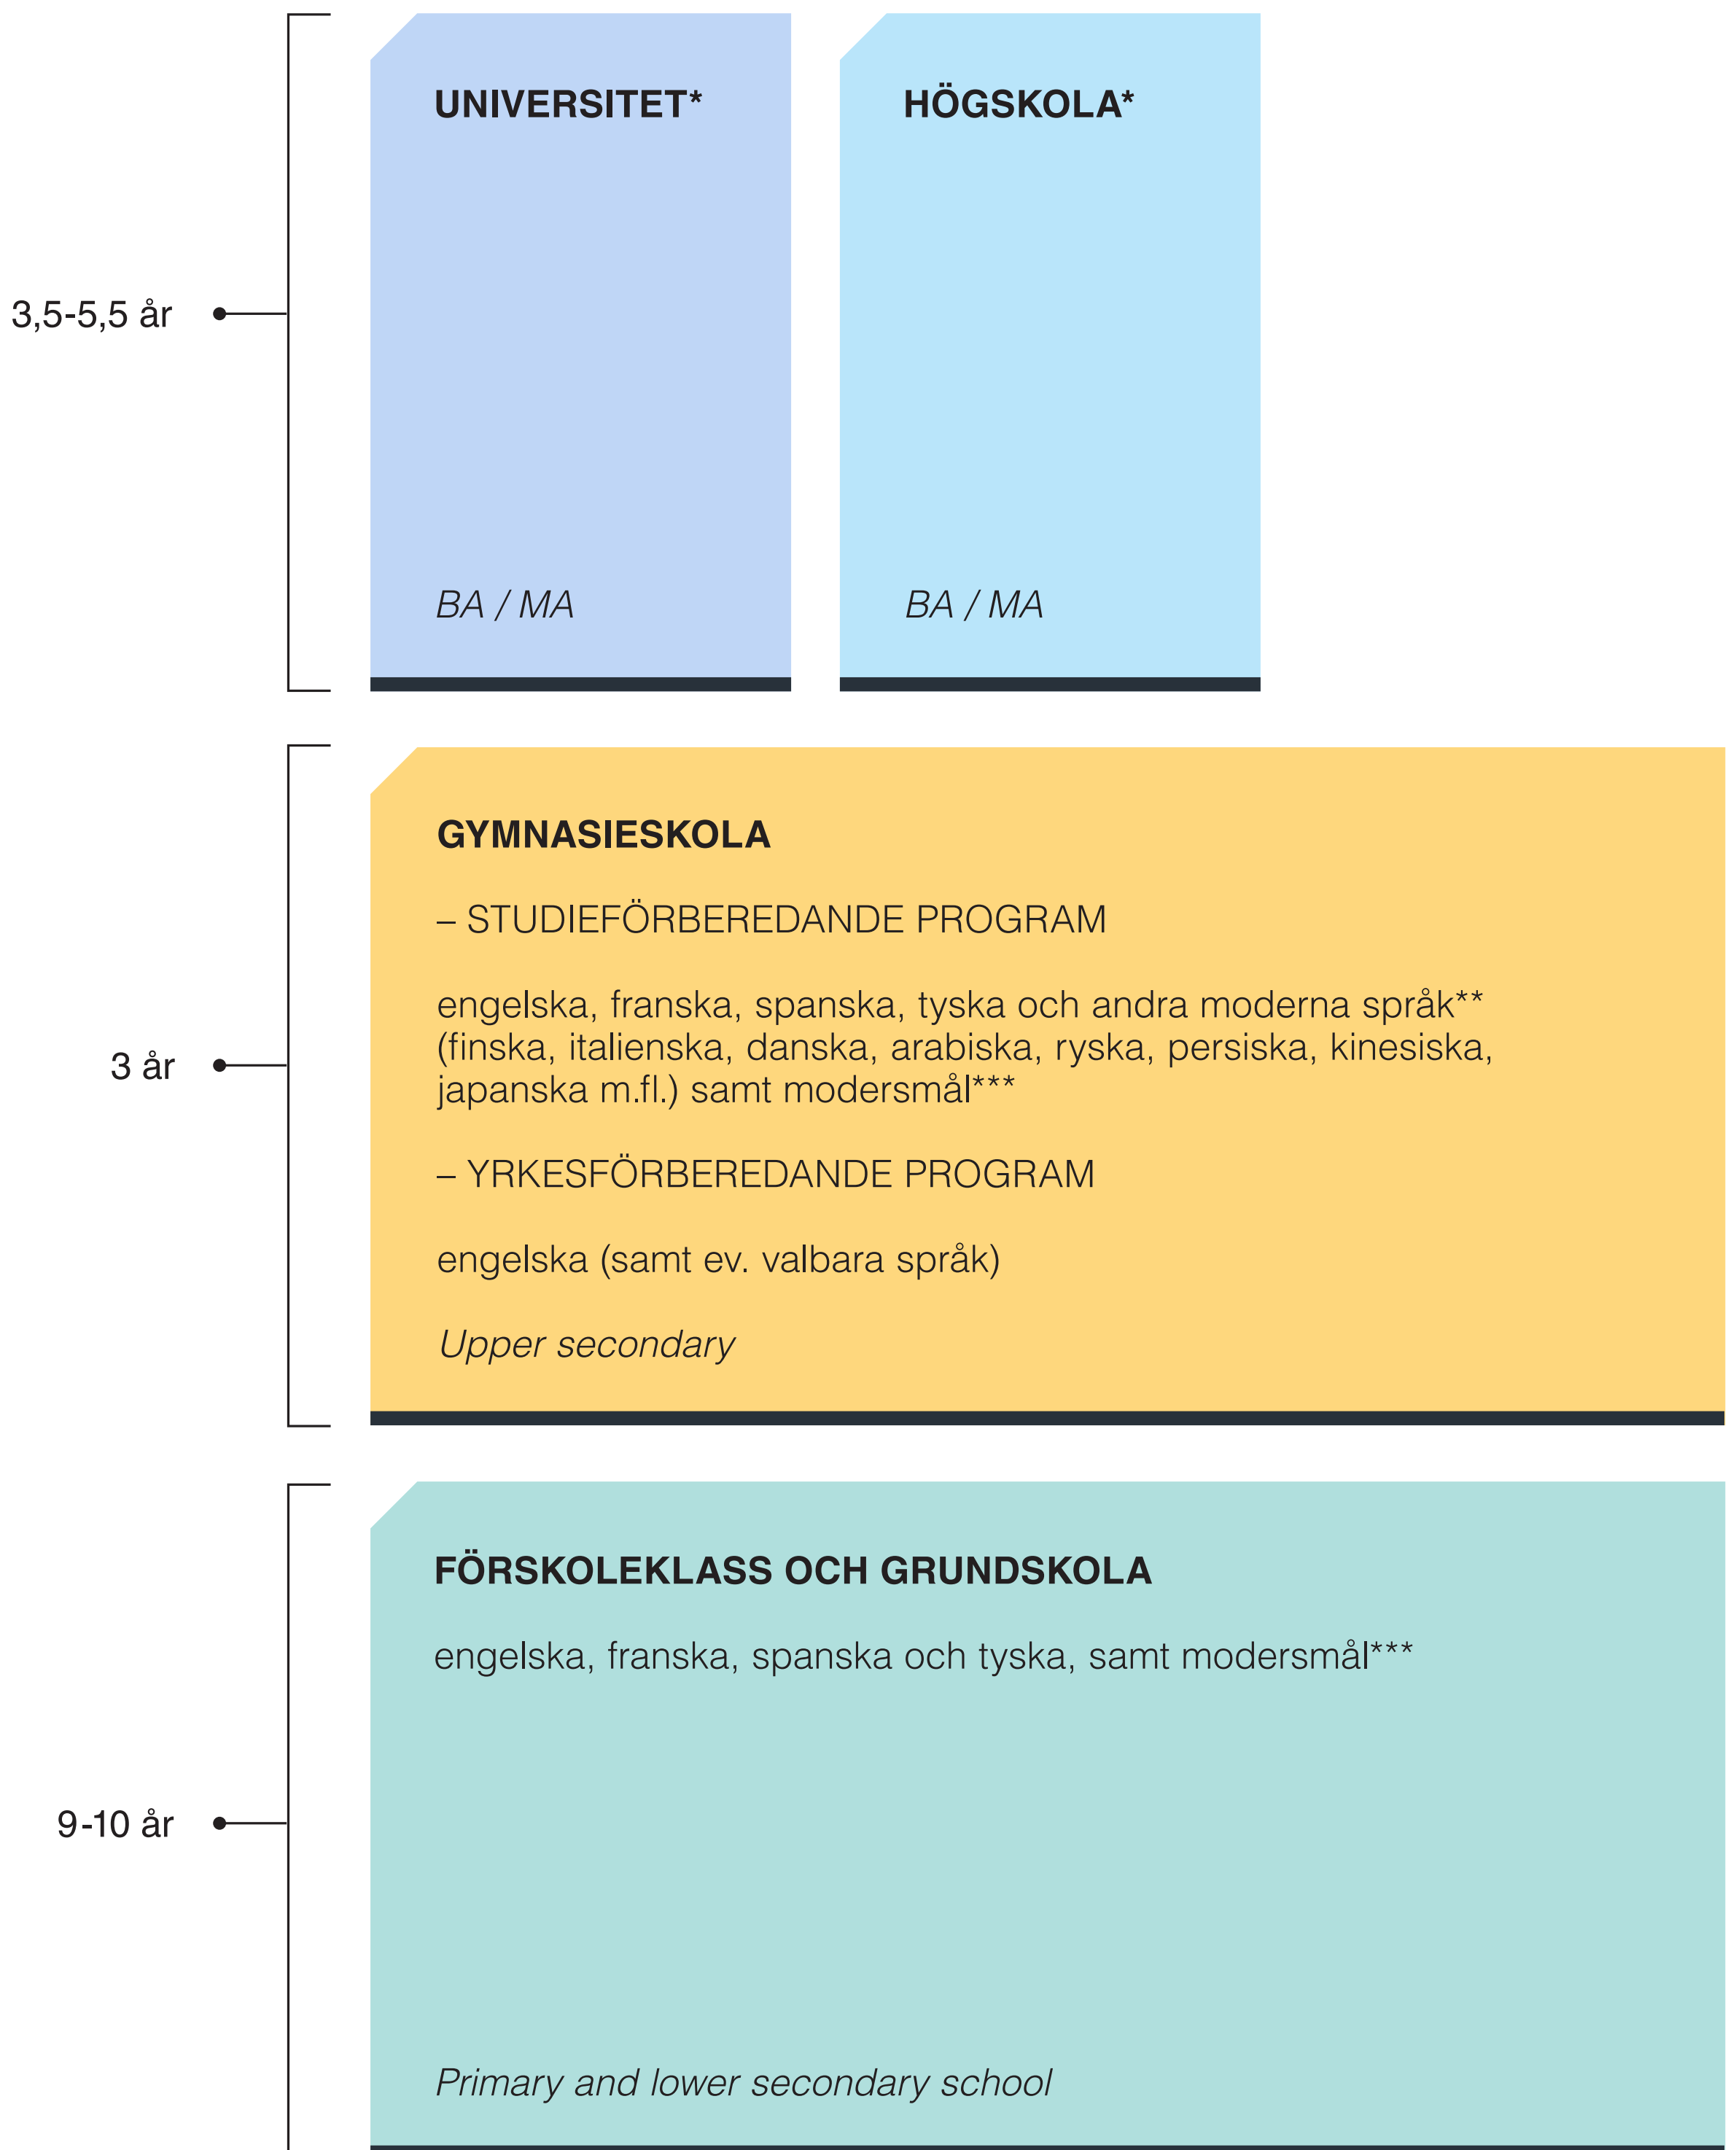 UNIVERSITET*
HÖGSKOLA*
3,5-5,5 år
BA / MA
BA / MA
GYMNASIESKOLA
– STUDIEFÖRBEREDANDE PROGRAM
engelska, franska, spanska, tyska och andra moderna språk**
(finska, italienska, danska, arabiska, ryska, persiska, kinesiska,
japanska m.fl.) samt modersmål***
3 år
– YRKESFÖRBEREDANDE PROGRAM
engelska (samt ev. valbara språk)
Upper secondary
FÖRSKOLEKLASS OCH GRUNDSKOLA
engelska, franska, spanska och tyska, samt modersmål***
9-10 år
Primary and lower secondary school